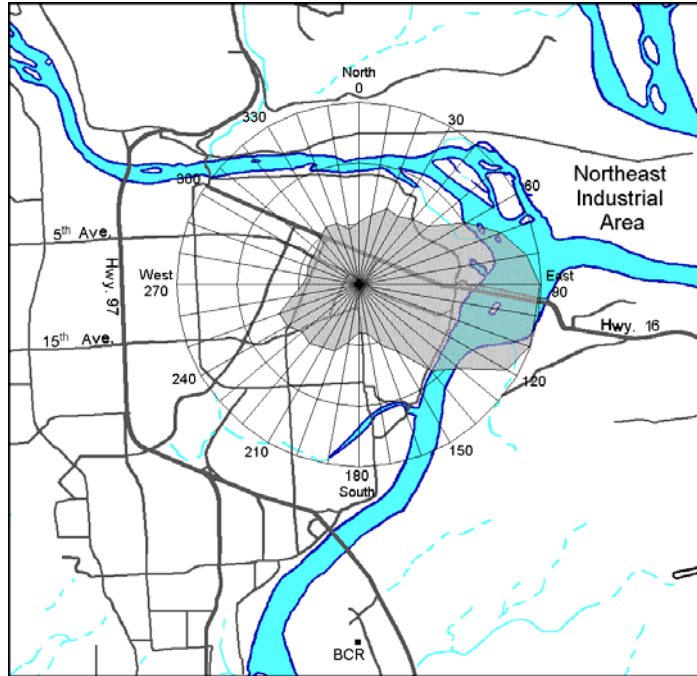 North
0
330
30
300
60
Northeast
Industrial
Area
5th Ave.
Hwy. 97
West
270
East
90
Hwy. 16
15th Ave.
240
120
210
150
180
South
BCR